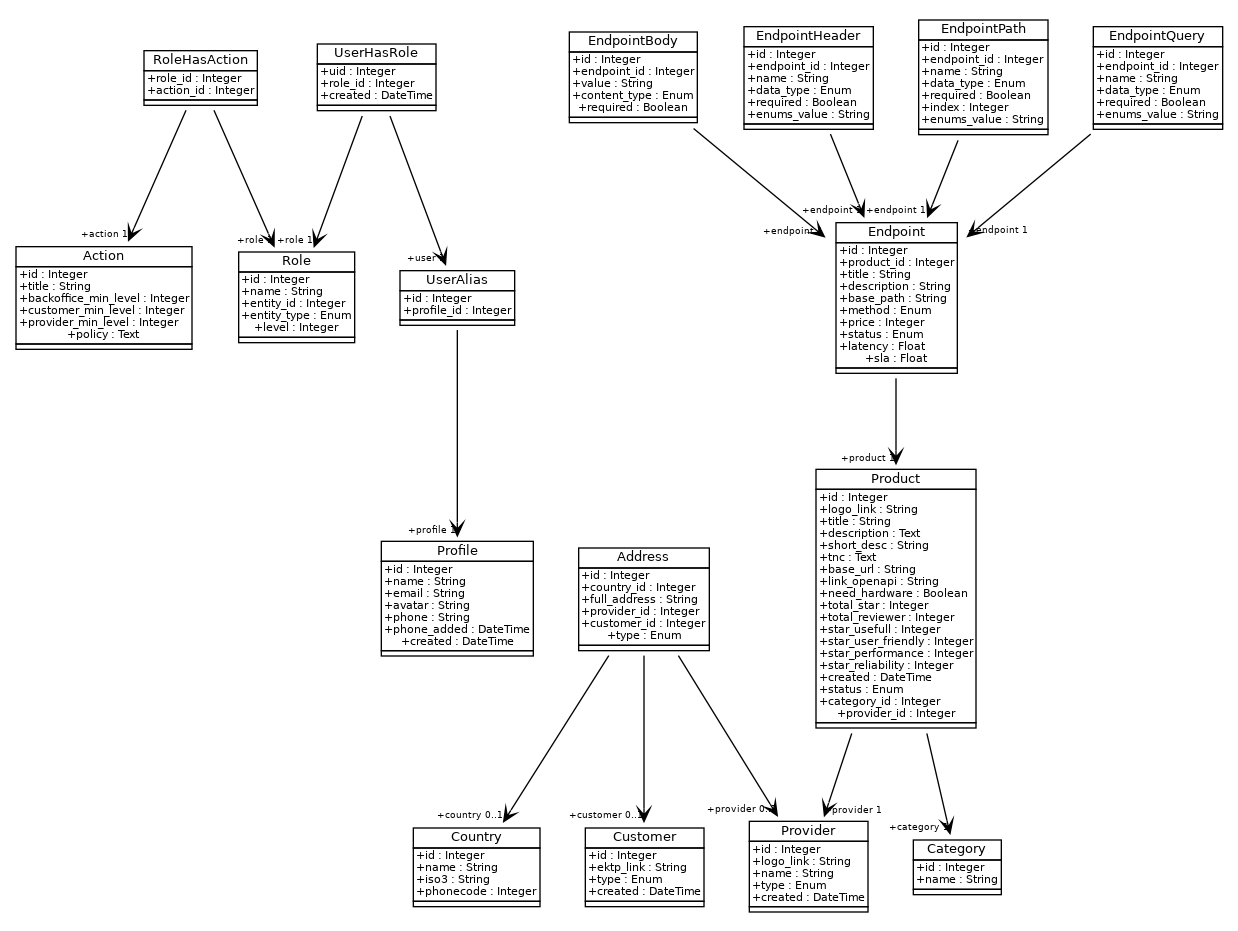 RoleHasAction
+role_id : Integer
+action_id : Integer
UserHasRole
+uid : Integer
+role_id : Integer
+created : DateTime
EndpointBody
+id : Integer
+endpoint_id : Integer
+value : String
+content_type : Enum
+required : Boolean
EndpointHeader
+id : Integer
+endpoint_id : Integer
+name : String
+data_type : Enum
+required : Boolean
+enums_value : String
EndpointPath
+id : Integer
+endpoint_id : Integer
+name : String
+data_type : Enum
+required : Boolean
+index : Integer
+enums_value : String
EndpointQuery
+id : Integer
+endpoint_id : Integer
+name : String
+data_type : Enum
+required : Boolean
+enums_value : String
+action 1
+role
+role 1
+user
+endpoint
+endpoint
+endpoint 1
+endpoint 1
Action
+id : Integer
+title : String
+backoffice_min_level : Integer
+customer_min_level : Integer
+provider_min_level : Integer
+policy : Text
Role
+id : Integer
+name : String
+entity_id : Integer
+entity_type : Enum
+level : Integer
UserAlias
+id : Integer
+profile_id : Integer
Endpoint
+id : Integer
+product_id : Integer
+title : String
+description : String
+base_path : String
+method : Enum
+price : Integer
+status : Enum
+latency : Float
+sla : Float
+profile 1
+product 1
Profile
+id : Integer
+name : String
+email : String
+avatar : String
+phone : String
+phone_added : DateTime
+created : DateTime
Address
+id : Integer
+country_id : Integer
+full_address : String
+provider_id : Integer
+customer_id : Integer
+type : Enum
Product
+id : Integer
+logo_link : String
+title : String
+description : Text
+short_desc : String
+tnc : Text
+base_url : String
+link_openapi : String
+need_hardware : Boolean
+total_star : Integer
+total_reviewer : Integer
+star_usefull : Integer
+star_user_friendly : Integer
+star_performance : Integer
+star_reliability : Integer
+created : DateTime
+status : Enum
+category_id : Integer
+provider_id : Integer
+country 0..1
+customer 0..1
+provider
provider 1
+category
Country
+id : Integer
+name : String
+iso3 : String
+phonecode : Integer
Customer
+id : Integer
+ektp_link : String
+type : Enum
+created : DateTime
Provider
+id : Integer
+logo_link : String
+name : String
+type : Enum
+created : DateTime
Category
+id : Integer
+name : String